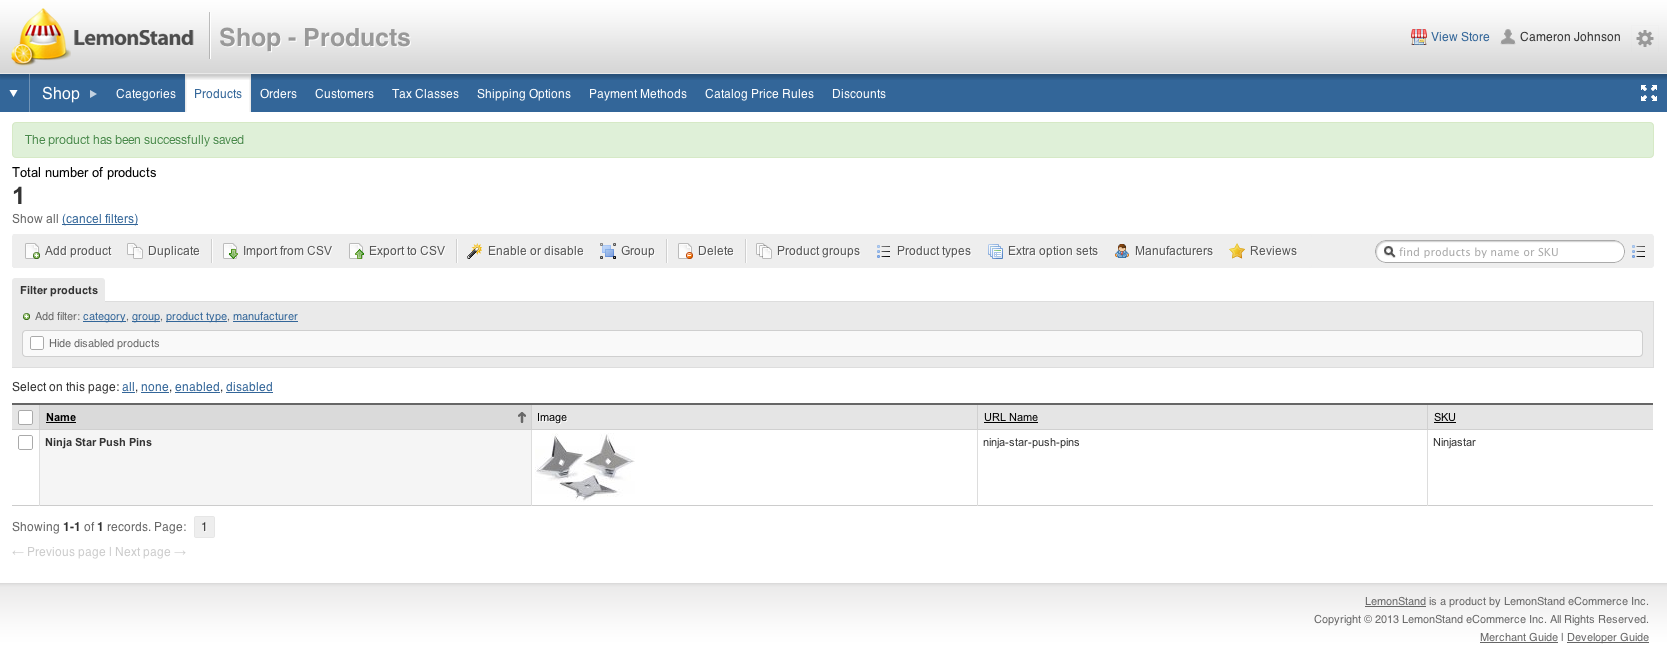 LemonStand
Shop - Products
View Store Cameron Johnson
Shop Categories Products Orders Customers Tax Classes Shipping Options Payment Methods Catalog Price Rules Discounts
The product has been successfully saved
Total number of products
1
Show all (cancel filters)
Add product Duplicate Import from CSV Export to CSV Enable or disable Group Delete Product groups Product types Extra option sets Manufacturers Reviews find products by name or SKU
Filter products
Add filter: category, group, product type, manufacturer
Hide disabled products
Select on this page: all, none, enabled, disabled
Name Image URL Name SKU
Ninja Star Push Pins ninja-star-push-pins Ninjastar
Showing 1-1 of 1 records. Page: 1
← Previous page | Next page →
LemonStand is a product by LemonStand eCommerce Inc.
Copyright © 2013 LemonStand eCommerce Inc. All Rights Reserved.
Merchant Guide | Developer Guide